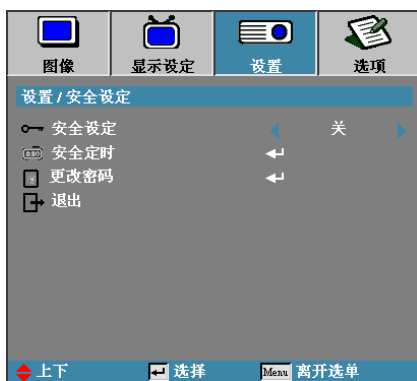 图像 显示设定 设置 选项
设置 / 安全设定
安全设定 关
安全定时
更改密码
退出
上下 选择 Menu 离开选单